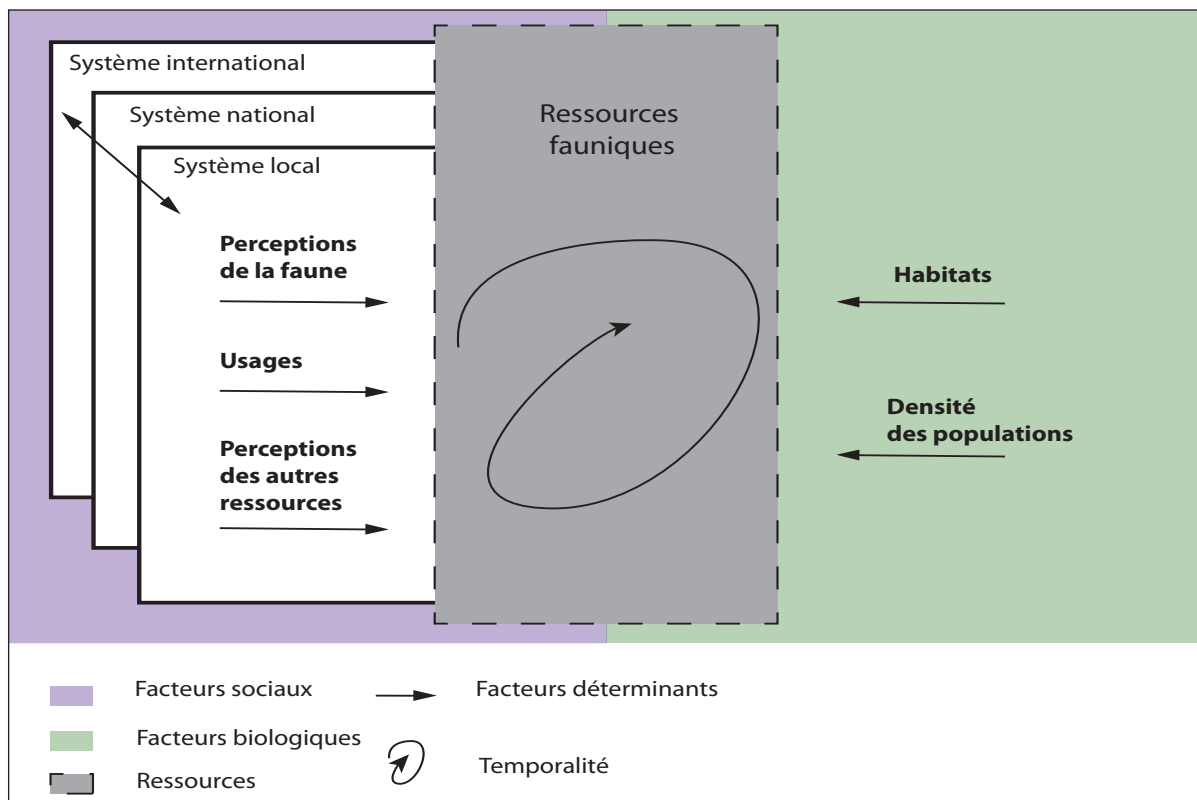 Système international
Système national
Système local
Ressources
fauniques
Perceptions
de la faune
Usages
Perceptions
des autres
ressources
Habitats
Densité
des populations
Facteurs sociaux
Facteurs déterminants
Facteurs biologiques
Temporalité
Ressources